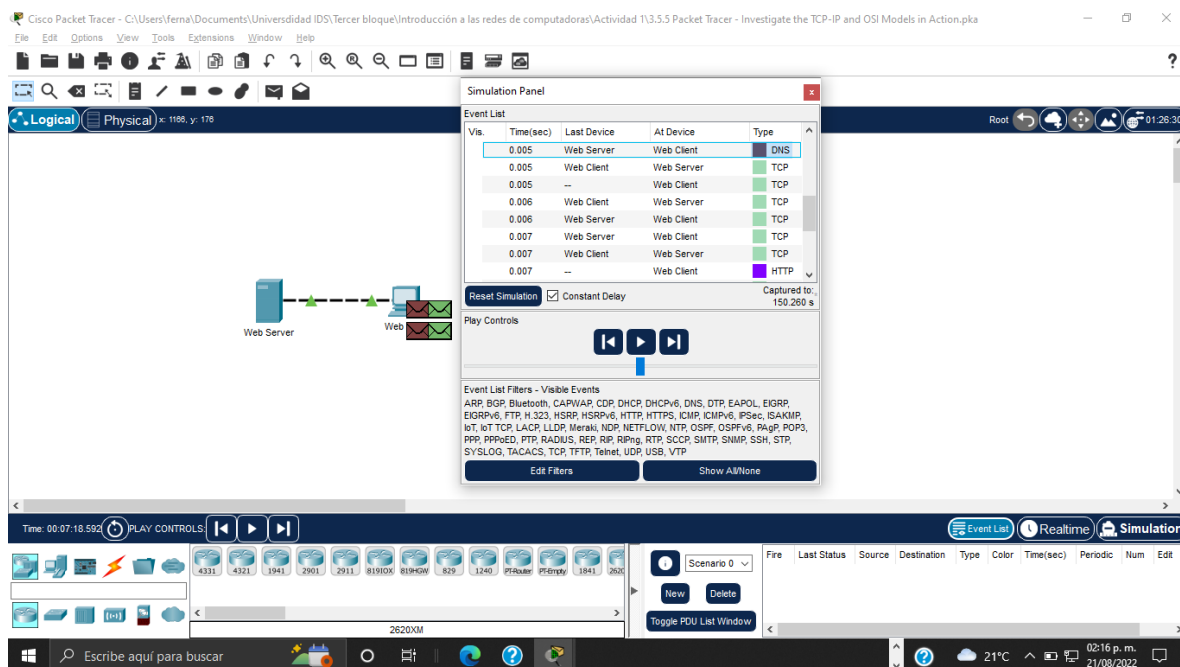 Cisco Packet Tracer - C:\Users\ferna\Documents\Universdidad IDS\Tercer bloque\Introducción a las redes de computadoras\Actividad 1\3.5.5 Packet Tracer - Investigate the TCP-IP and OSI Models in Action.pka
File Edit Options View Tools Extensions Window Help
?
Logical Physical x: 1166, y: 176
Root 01:26:30
Simulation Panel x
Event List
Vis. Time(sec) Last Device At Device Type
0.005 Web Server Web Client DNS
0.005 Web Client Web Server TCP
0.005 -- Web Client TCP
0.006 Web Client Web Server TCP
0.006 Web Server Web Client TCP
0.007 Web Server Web Client TCP
0.007 Web Client Web Server TCP
0.007 -- Web Client HTTP
Reset Simulation Constant Delay
Captured to:
150.260 s
Play Controls
Event List Filters - Visible Events
ARP, BGP, Bluetooth, CAPWAP, CDP, DHCP, DHCPv6, DNS, DTP, EAPOL, EIGRP,
EIGRPv6, FTP, H.323, HSRP, HSRPv6, HTTP, HTTPS, ICMP, ICMPv6, IPSec, ISAKMP,
IoT, IoT TCP, LACP, LLDP, Meraki, NDP, NETFLOW, NTP, OSPF, OSPFv6, PAgP, POP3,
PPP, PPPoED, PTP, RADIUS, REP, RIP, RIPng, RTP, SCCP, SMTP, SNMP, SSH, STP,
SYSLOG, TACACS, TCP, TFTP, Telnet, UDP, USB, VTP
Edit Filters Show All/None
Web Server
Web
Time: 00:07:18.592 PLAY CONTROLS:
Event List Realtime Simulation
4331 4321 1941 2901 2911 819IOX 819HGW 829 1240 PT-Router PT-Empty 1841 2620
2620XM
Scenario 0
New Delete
Toggle PDU List Window
Fire Last Status Source Destination Type Color Time(sec) Periodic Num Edit
Escribe aquí para buscar
21°C
02:16 p. m.
21/08/2022